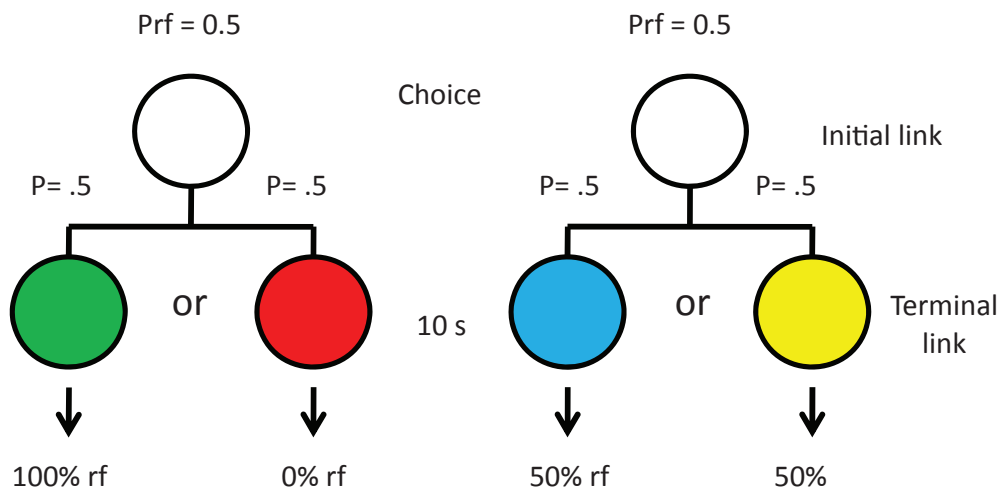 Prf = 0.5
Prf = 0.5
Choice
Initial link
P= .5
P= .5
P= .5
P= .5
or
or
10 s
Terminal
link
100% rf
0% rf
50% rf
50%